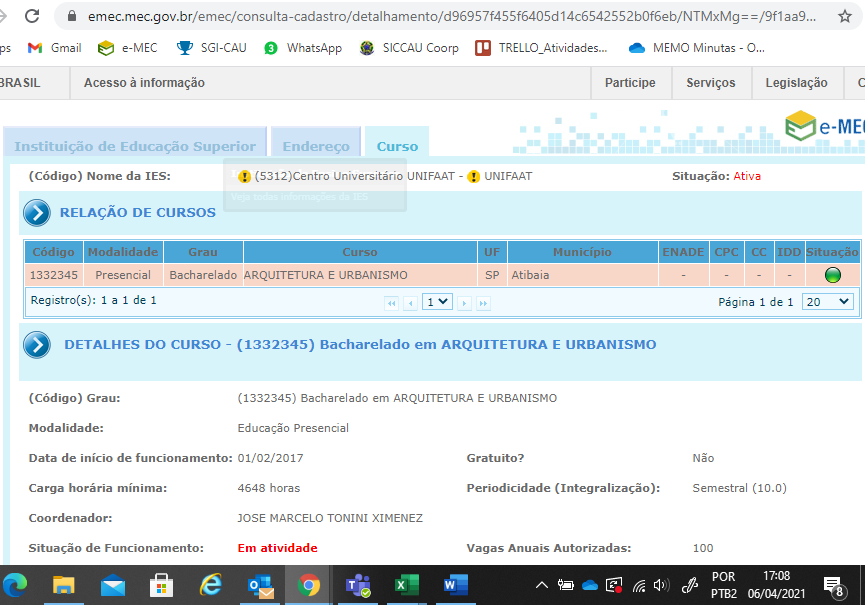 emec.mec.gov.br/emec/consulta-cadastro/detalhamento/d96957f455f6405d14c6542552b0f6eb/NTMxMg==/9f1aa9...
ps Gmail e-MEC SGI-CAU 3 WhatsApp SICCAU Coorp TRELLO_Atividades... MEMO Minutas - O...
BRASIL Acesso à informação Participe Serviços Legislação C
e-MEC
Instituição de Educação Superior Endereço Curso
(Código) Nome da IES: (5312)Centro Universitário UNIFAAT - UNIFAAT Situação: Ativa
Veja todas informações da IES
RELAÇÃO DE CURSOS
Código Modalidade Grau Curso UF Município ENADE CPC CC IDD Situação
1332345 Presencial Bacharelado ARQUITETURA E URBANISMO SP Atibaia - - - -
Registro(s): 1 a 1 de 1 1 Página 1 de 1 20
DETALHES DO CURSO - (1332345) Bacharelado em ARQUITETURA E URBANISMO
(Código) Grau: (1332345) Bacharelado em ARQUITETURA E URBANISMO
Modalidade: Educação Presencial
Data de início de funcionamento: 01/02/2017 Gratuito? Não
Carga horária mínima: 4648 horas Periodicidade (Integralização): Semestral (10.0)
Coordenador: JOSE MARCELO TONINI XIMENEZ
Situação de Funcionamento: Em atividade Vagas Anuais Autorizadas: 100
POR 17:08
PTB2 06/04/2021 8